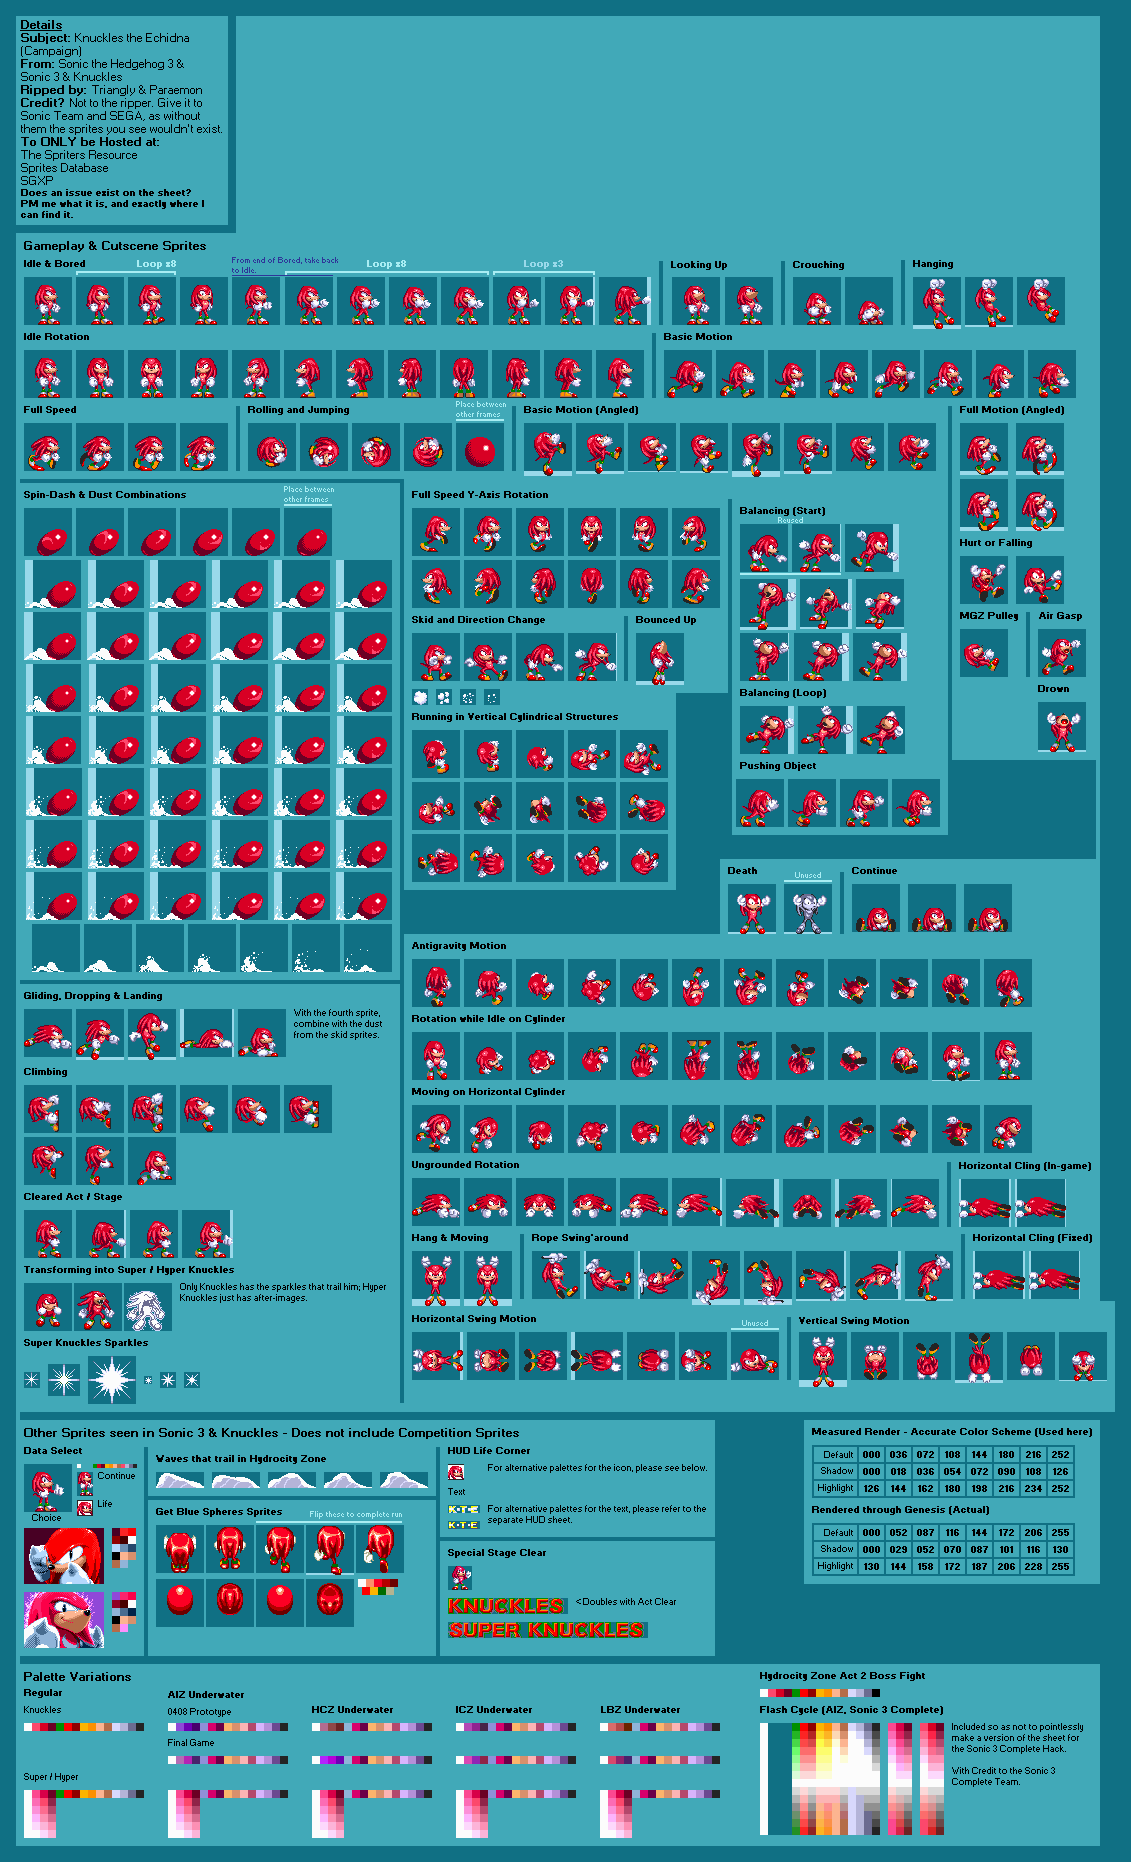 Details
Subject: Knuckles the Echidna
(Campaign)
From: Sonic the Hedgehog 3 &
Sonic 3 & Knuckles
Ripped by: Triangly & Paraemon
Credit? Not to the ripper. Give it to
Sonic Team and SEGA, as without
them the sprites you see wouldn't exist.
To ONLY be Hosted at:
The Spriters Resource
Sprites Database
SGXP
Does an issue exist on the sheet?
PM me what it is, and exactly where I
can find it.
Gameplay & Cutscene Sprites
Idle & Bored
Loop x8
From end of Bored, take back
to Idle.
Loop x8
Loop x3
Looking Up
Crouching
Hanging
Idle Rotation
Basic Motion
Full Speed
Rolling and Jumping
Place between
other frames
Basic Motion (Angled)
Full Motion (Angled)
Spin-Dash & Dust Combinations
Place between
other frames
Full Speed Y-Axis Rotation
Balancing (Start)
Reused
Hurt or Falling
Skid and Direction Change
Bounced Up
MGZ Pulley
Air Gasp
Balancing (Loop)
Drown
Running in Vertical Cylindrical Structures
Pushing Object
Death
Unused
Continue
Antigravity Motion
Gliding, Dropping & Landing
With the fourth sprite,
combine with the dust
from the skid sprites.
Rotation while Idle on Cylinder
Climbing
Moving on Horizontal Cylinder
Ungrounded Rotation
Horizontal Cling (In-game)
Cleared Act / Stage
Hang & Moving
Rope Swing'around
Horizontal Cling (Fixed)
Transforming into Super / Hyper Knuckles
Only Knuckles has the sparkles that trail him; Hyper
Knuckles just has after-images.
Horizontal Swing Motion
Unused
Vertical Swing Motion
Super Knuckles Sparkles
Other Sprites seen in Sonic 3 & Knuckles - Does not include Competition Sprites
Data Select
Continue
Life
Choice
Waves that trail in Hydrocity Zone
Get Blue Spheres Sprites
Flip these to complete run
HUD Life Corner
For alternative palettes for the icon, please see below.
Text
K·T·E
K·T·E
For alternative palettes for the text, please refer to the
separate HUD sheet.
Special Stage Clear
KNUCKLES
<Doubles with Act Clear
SUPER KNUCKLES
Measured Render - Accurate Color Scheme (Used here)
Default 000 036 072 108 144 180 216 252
Shadow 000 018 036 054 072 090 108 126
Highlight 126 144 162 180 198 216 234 252
Rendered through Genesis (Actual)
Default 000 052 087 116 144 172 206 255
Shadow 000 029 052 070 087 101 116 130
Highlight 130 144 158 172 187 206 228 255
Palette Variations
Regular
Knuckles
Super / Hyper
AIZ Underwater
0408 Prototype
Final Game
HCZ Underwater
ICZ Underwater
LBZ Underwater
Hydrocity Zone Act 2 Boss Fight
Flash Cycle (AIZ, Sonic 3 Complete)
Included so as not to pointlessly
make a version of the sheet for
the Sonic 3 Complete Hack.
With Credit to the Sonic 3
Complete Team.